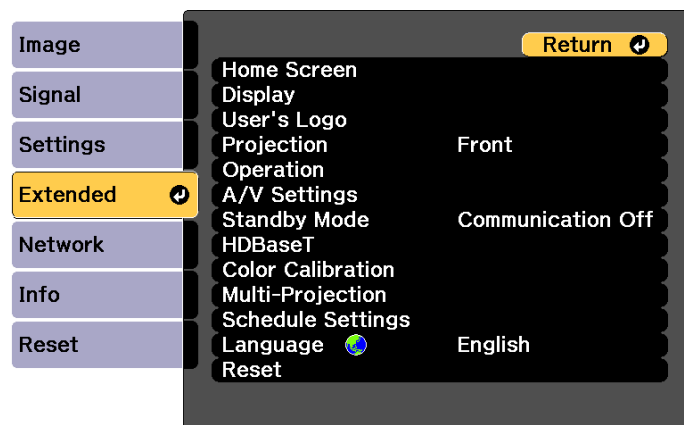 Image
Signal
Settings
Extended
Network
Info
Reset
Return
Home Screen
Display
User's Logo
Projection Front
Operation
A/V Settings
Standby Mode Communication Off
HDBaseT
Color Calibration
Multi-Projection
Schedule Settings
Language English
Reset